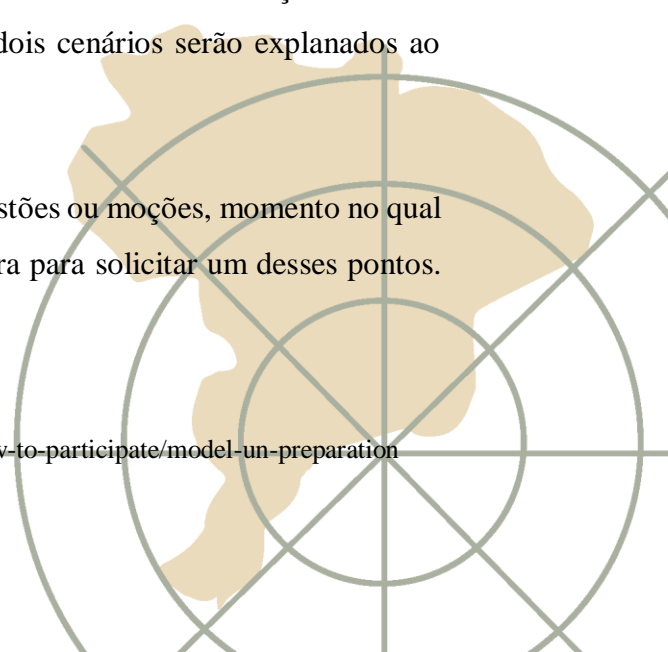 dois cenários serão explanados ao
stões ou moções, momento no qual
ra para solicitar um desses pontos.
v-to-participate/model-un-preparation